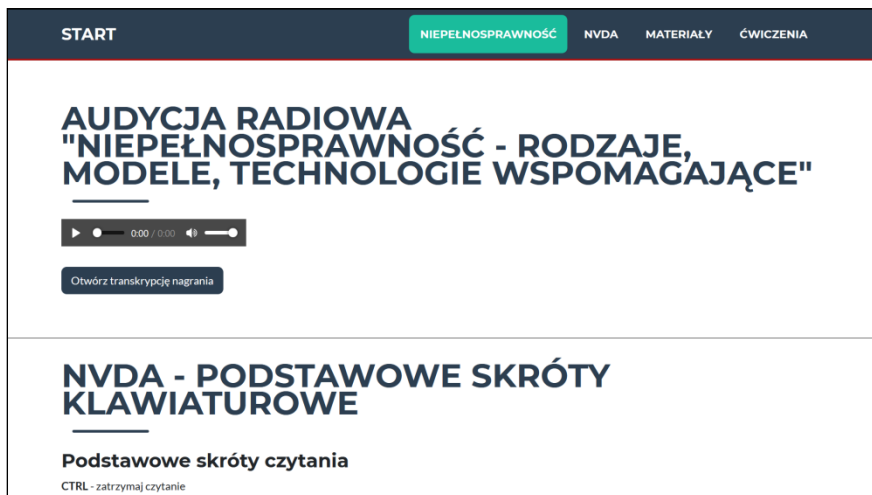 START NIEPEŁNOSPRAWNOŚĆ NVDA MATERIAŁY ĆWICZENIA
AUDYCJA RADIOWA
"NIEPEŁNOSPRAWNOŚĆ - RODZAJE,
MODELE, TECHNOLOGIE WSPOMAGAJĄCE"
0:00 / 0:00
Otwórz transkrypcję nagrania
NVDA - PODSTAWOWE SKRÓTY
KLAWIATUROWE
Podstawowe skróty czytania
CTRL - zatrzymaj czytanie